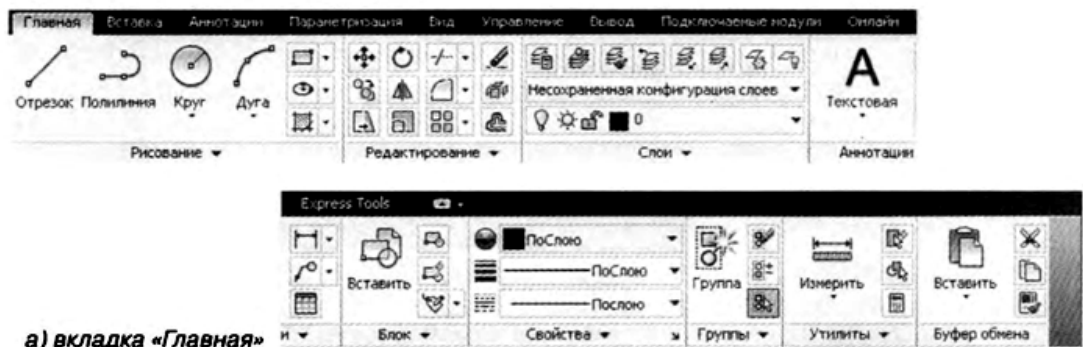 Главная Вставка Аннотации Параметризация Вид Управление Вывод Подключаемые модули Онлайн
Отрезок Полилиния Круг Дуга
Несохраненная конфигурация слоев
0
А
Текстовая
Рисование Редактирование Слои Аннотации
Express Tools
ПоСлою
ПоСлою
Послою
Вставить Группа Измерить Вставить
и Блок Свойства Группы Утилиты Буфер обмена
а) вкладка «Главная»